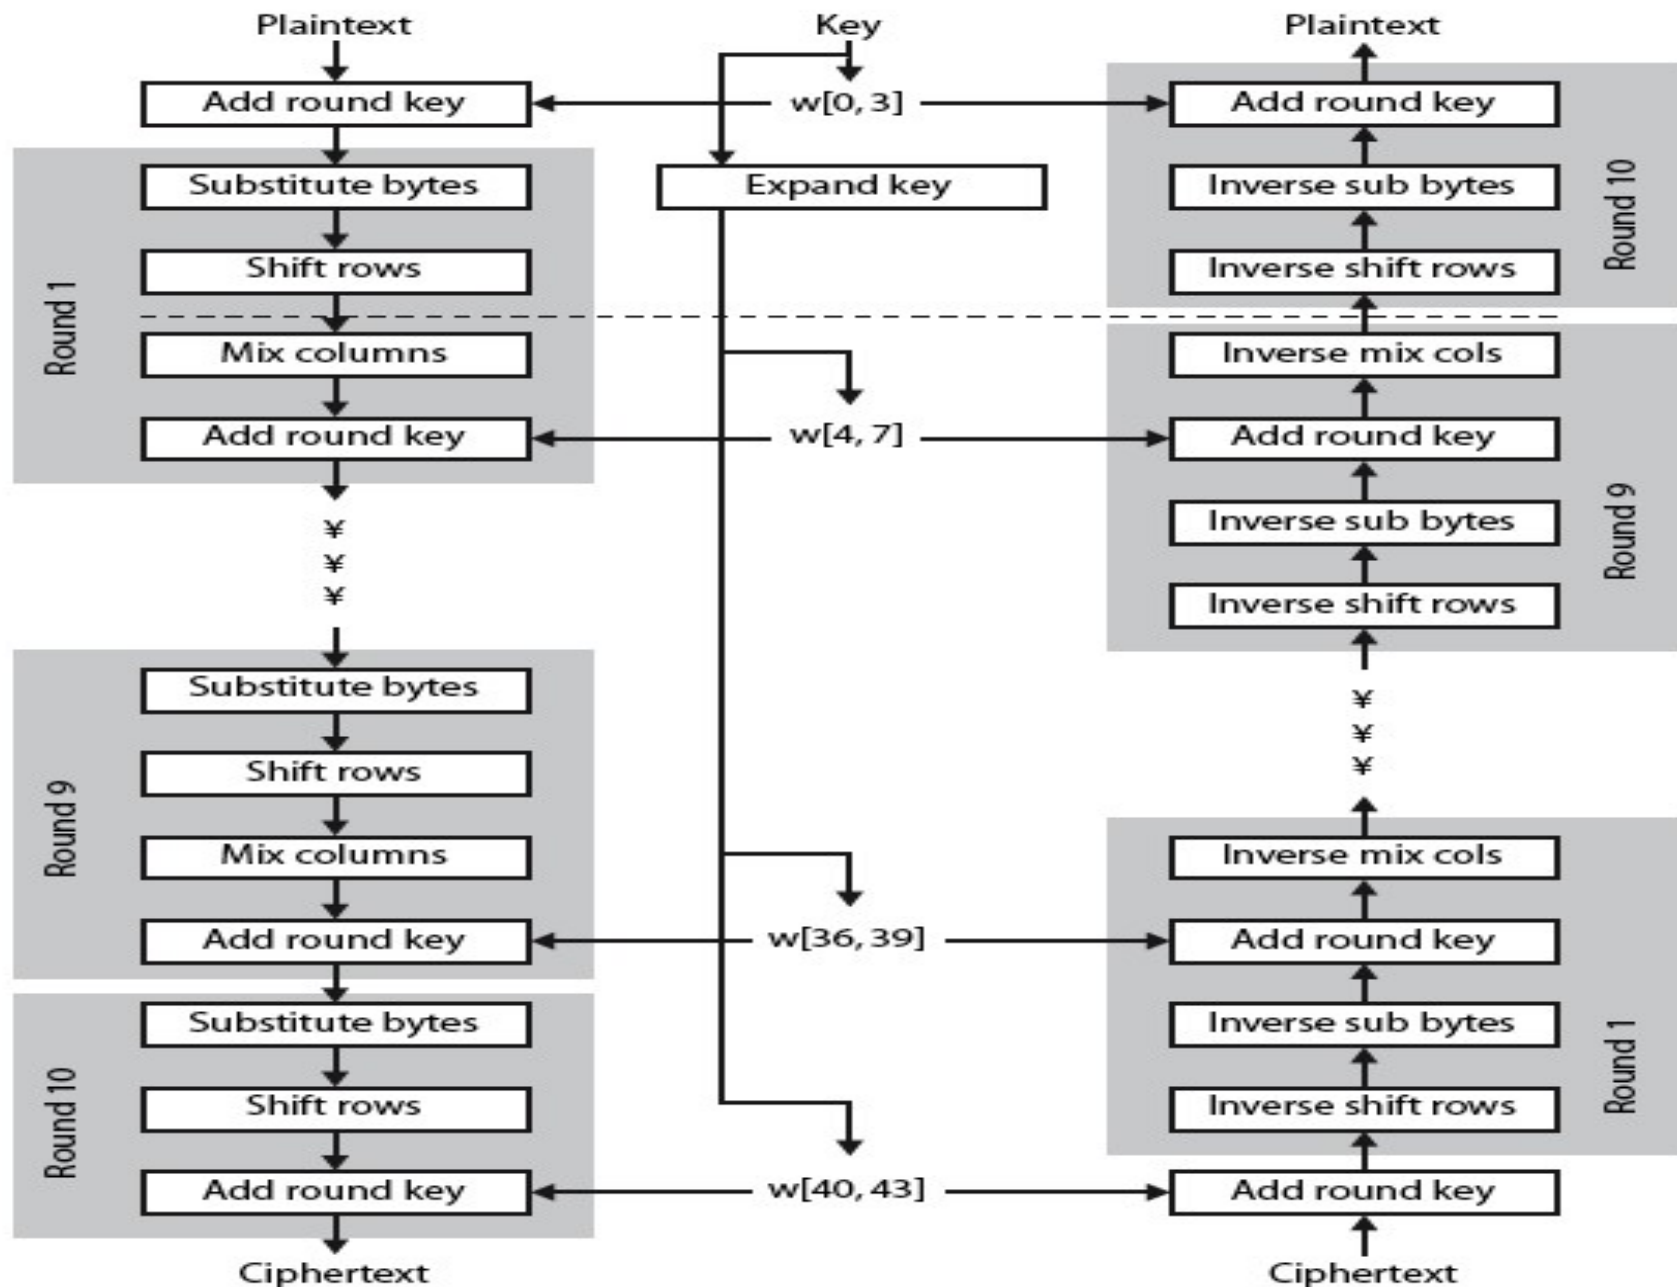 Plaintext
Add round key
Round 1
Substitute bytes
Shift rows
Mix columns
Add round key
¥
¥
¥
Round 9
Substitute bytes
Shift rows
Mix columns
Add round key
Round 10
Substitute bytes
Shift rows
Add round key
Ciphertext
Key
w[0, 3]
Expand key
w[4, 7]
w[36, 39]
w[40, 43]
Plaintext
Add round key
Inverse sub bytes
Inverse shift rows
Round 10
Inverse mix cols
Add round key
Inverse sub bytes
Inverse shift rows
Round 9
¥
¥
¥
Inverse mix cols
Add round key
Inverse sub bytes
Inverse shift rows
Round 1
Add round key
Ciphertext